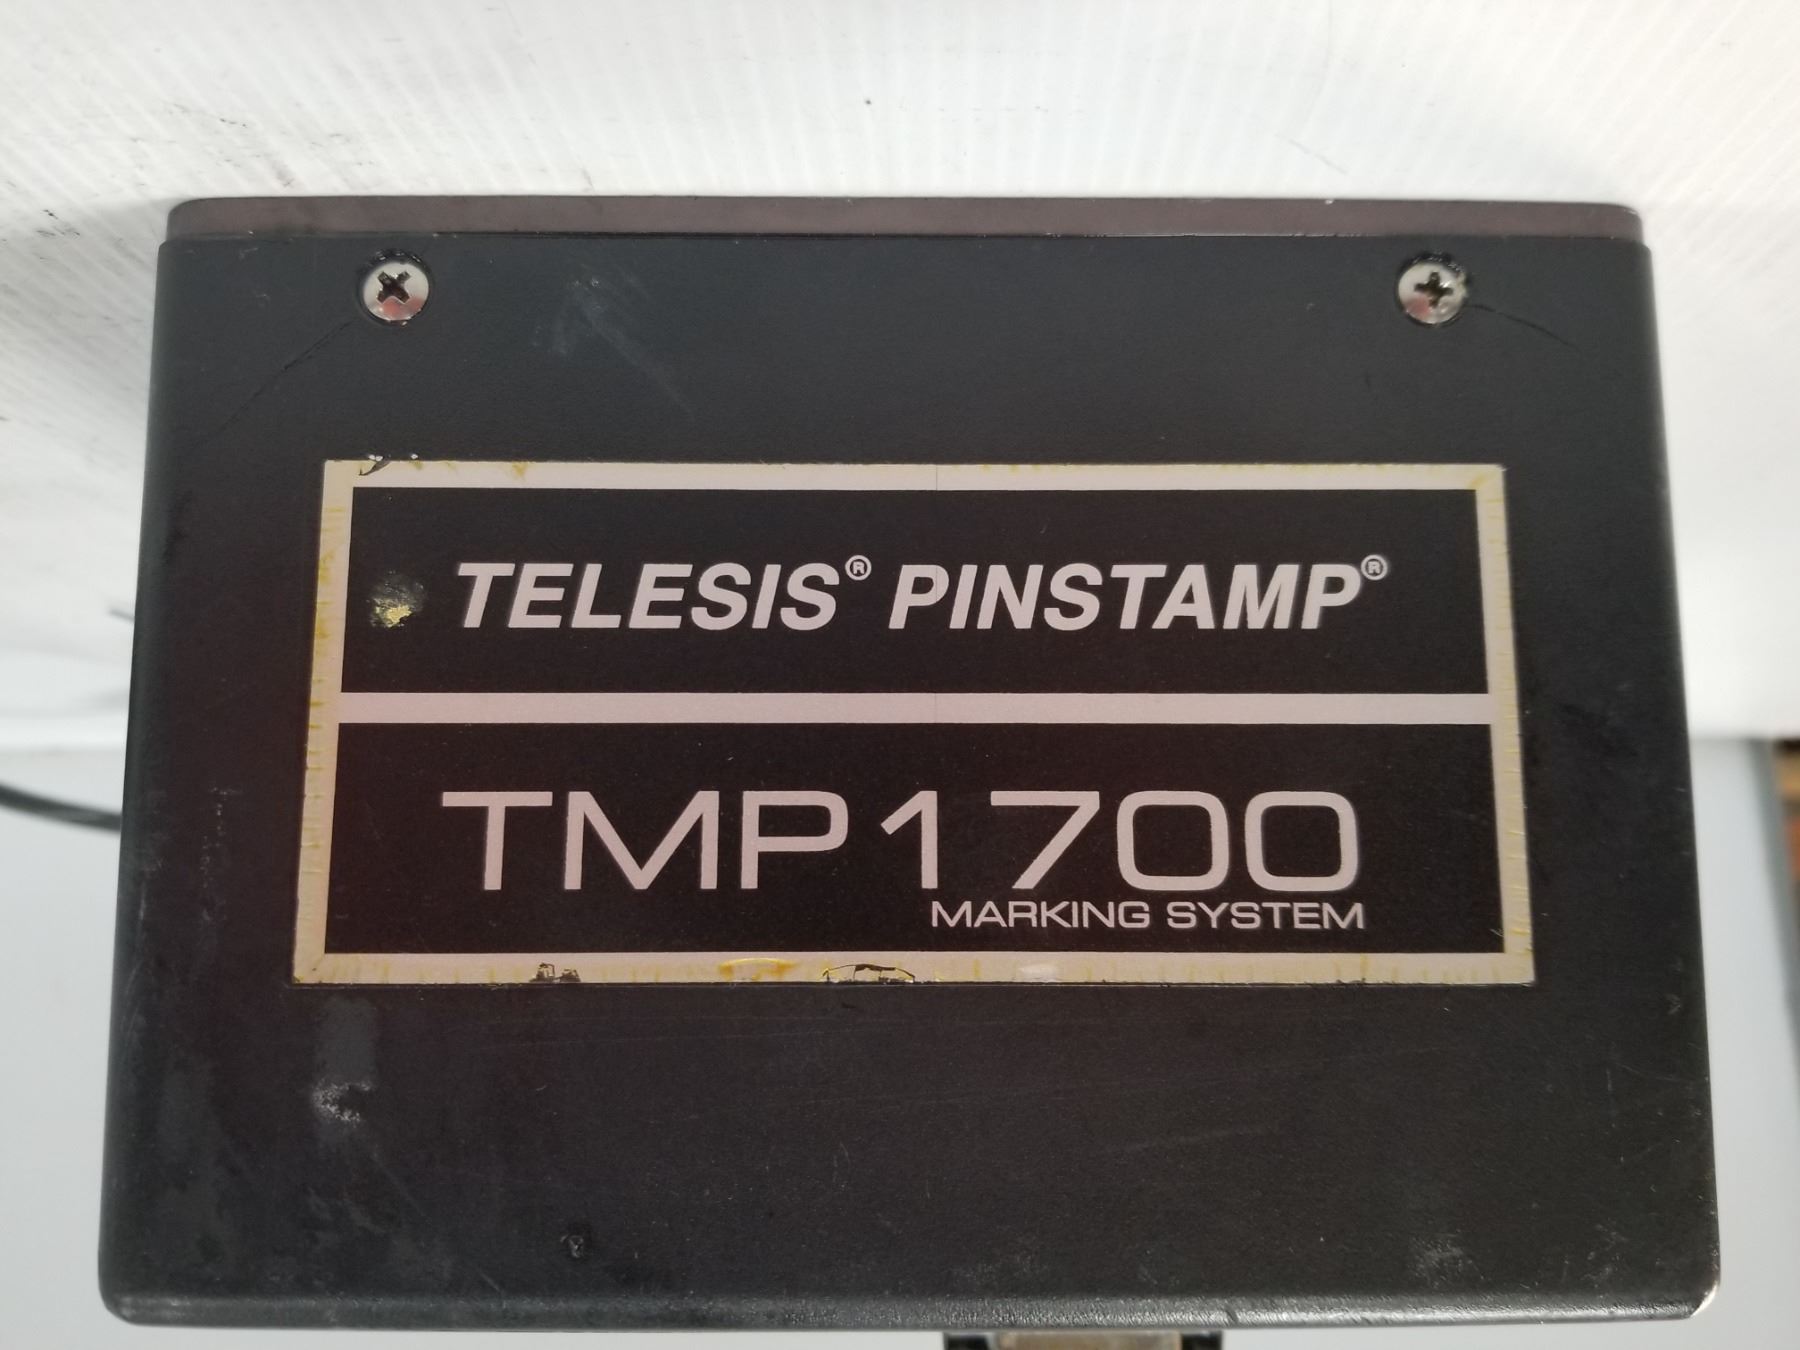 TELESIS® PINSTAMP®
TMP1700
MARKING SYSTEM